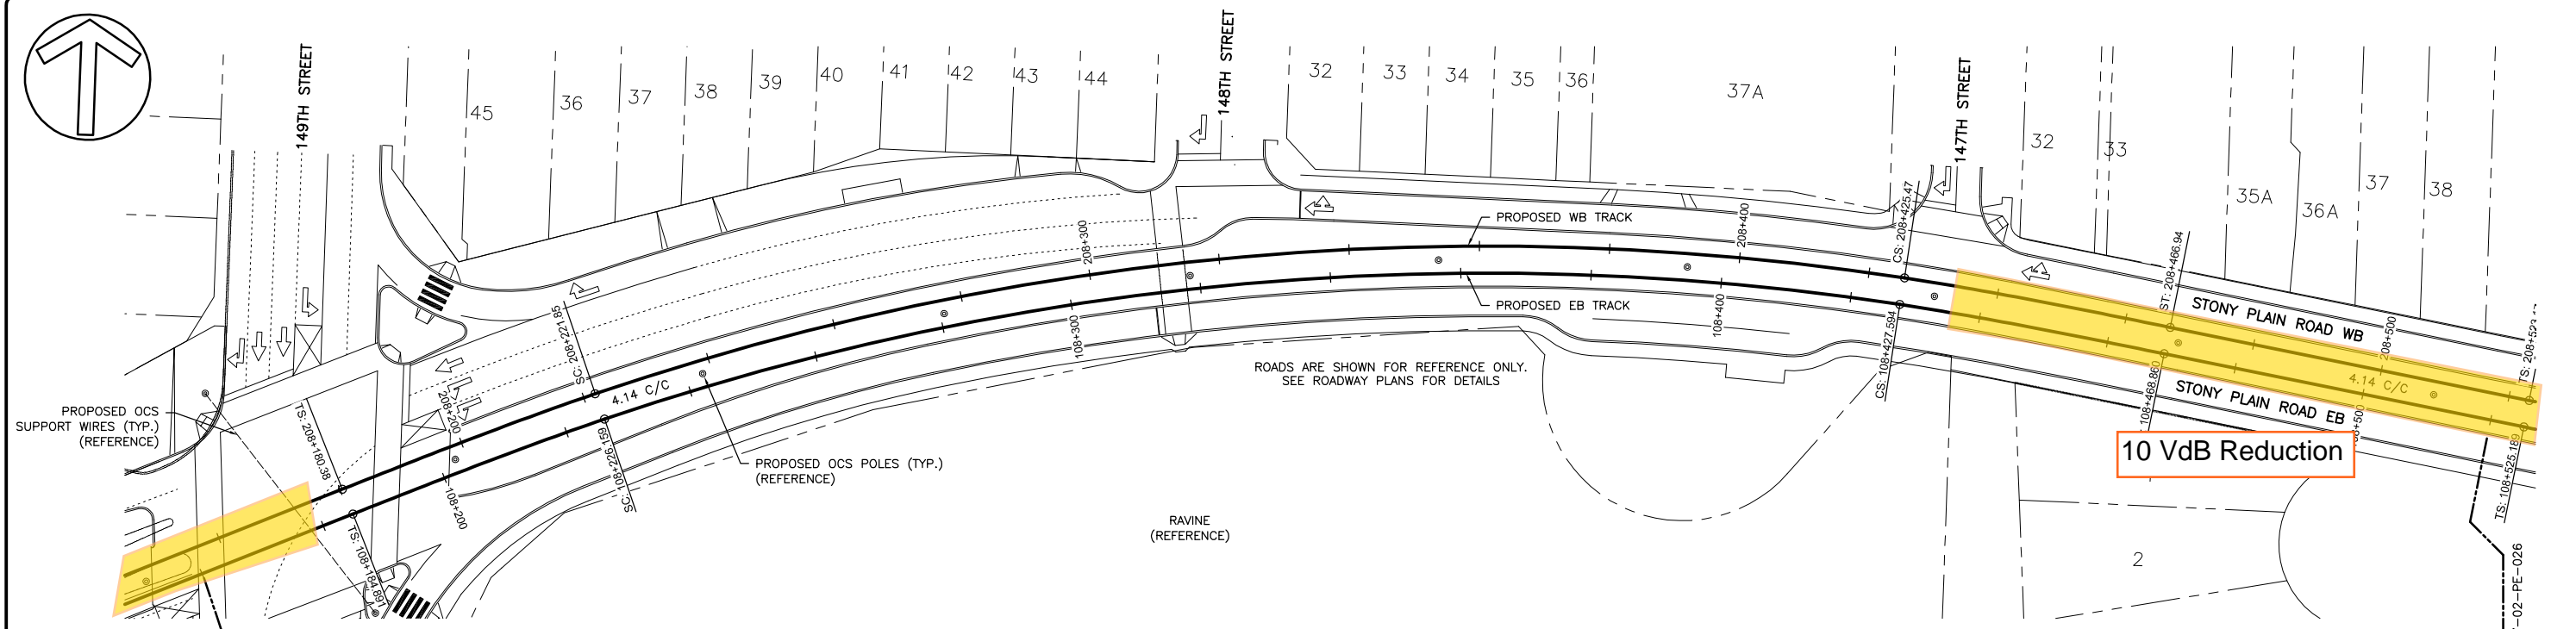 149TH STREET
148TH STREET
147TH STREET
45
36
37
38
39
40
41
42
43
44
32
33
34
35
36
37A
32
33
35A
36A
37
38
PROPOSED WB TRACK
PROPOSED EB TRACK
208+300
108+300
208+400
108+400
CS: 208+425.47
CS: 108+427.594
ST: 208+466.94
108+468.860
STONY PLAIN ROAD WB
STONY PLAIN ROAD EB
208+500
4.14 C/C
TS: 108+525.189
10 VdB Reduction
SC: 208+221.85
4.14 C/C
SC: 108+226.159
208+200
108+200
TS: 208+180.38
TS: 108+184.891
PROPOSED OCS
SUPPORT WIRES (TYP.)
(REFERENCE)
PROPOSED OCS POLES (TYP.)
(REFERENCE)
ROADS ARE SHOWN FOR REFERENCE ONLY.
SEE ROADWAY PLANS FOR DETAILS
RAVINE
(REFERENCE)
2
-02-PE-026